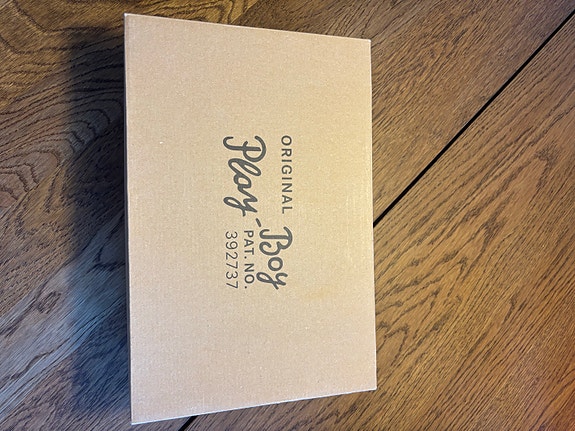 ORIGINAL
Play-Boy
PAT. NO.
392737